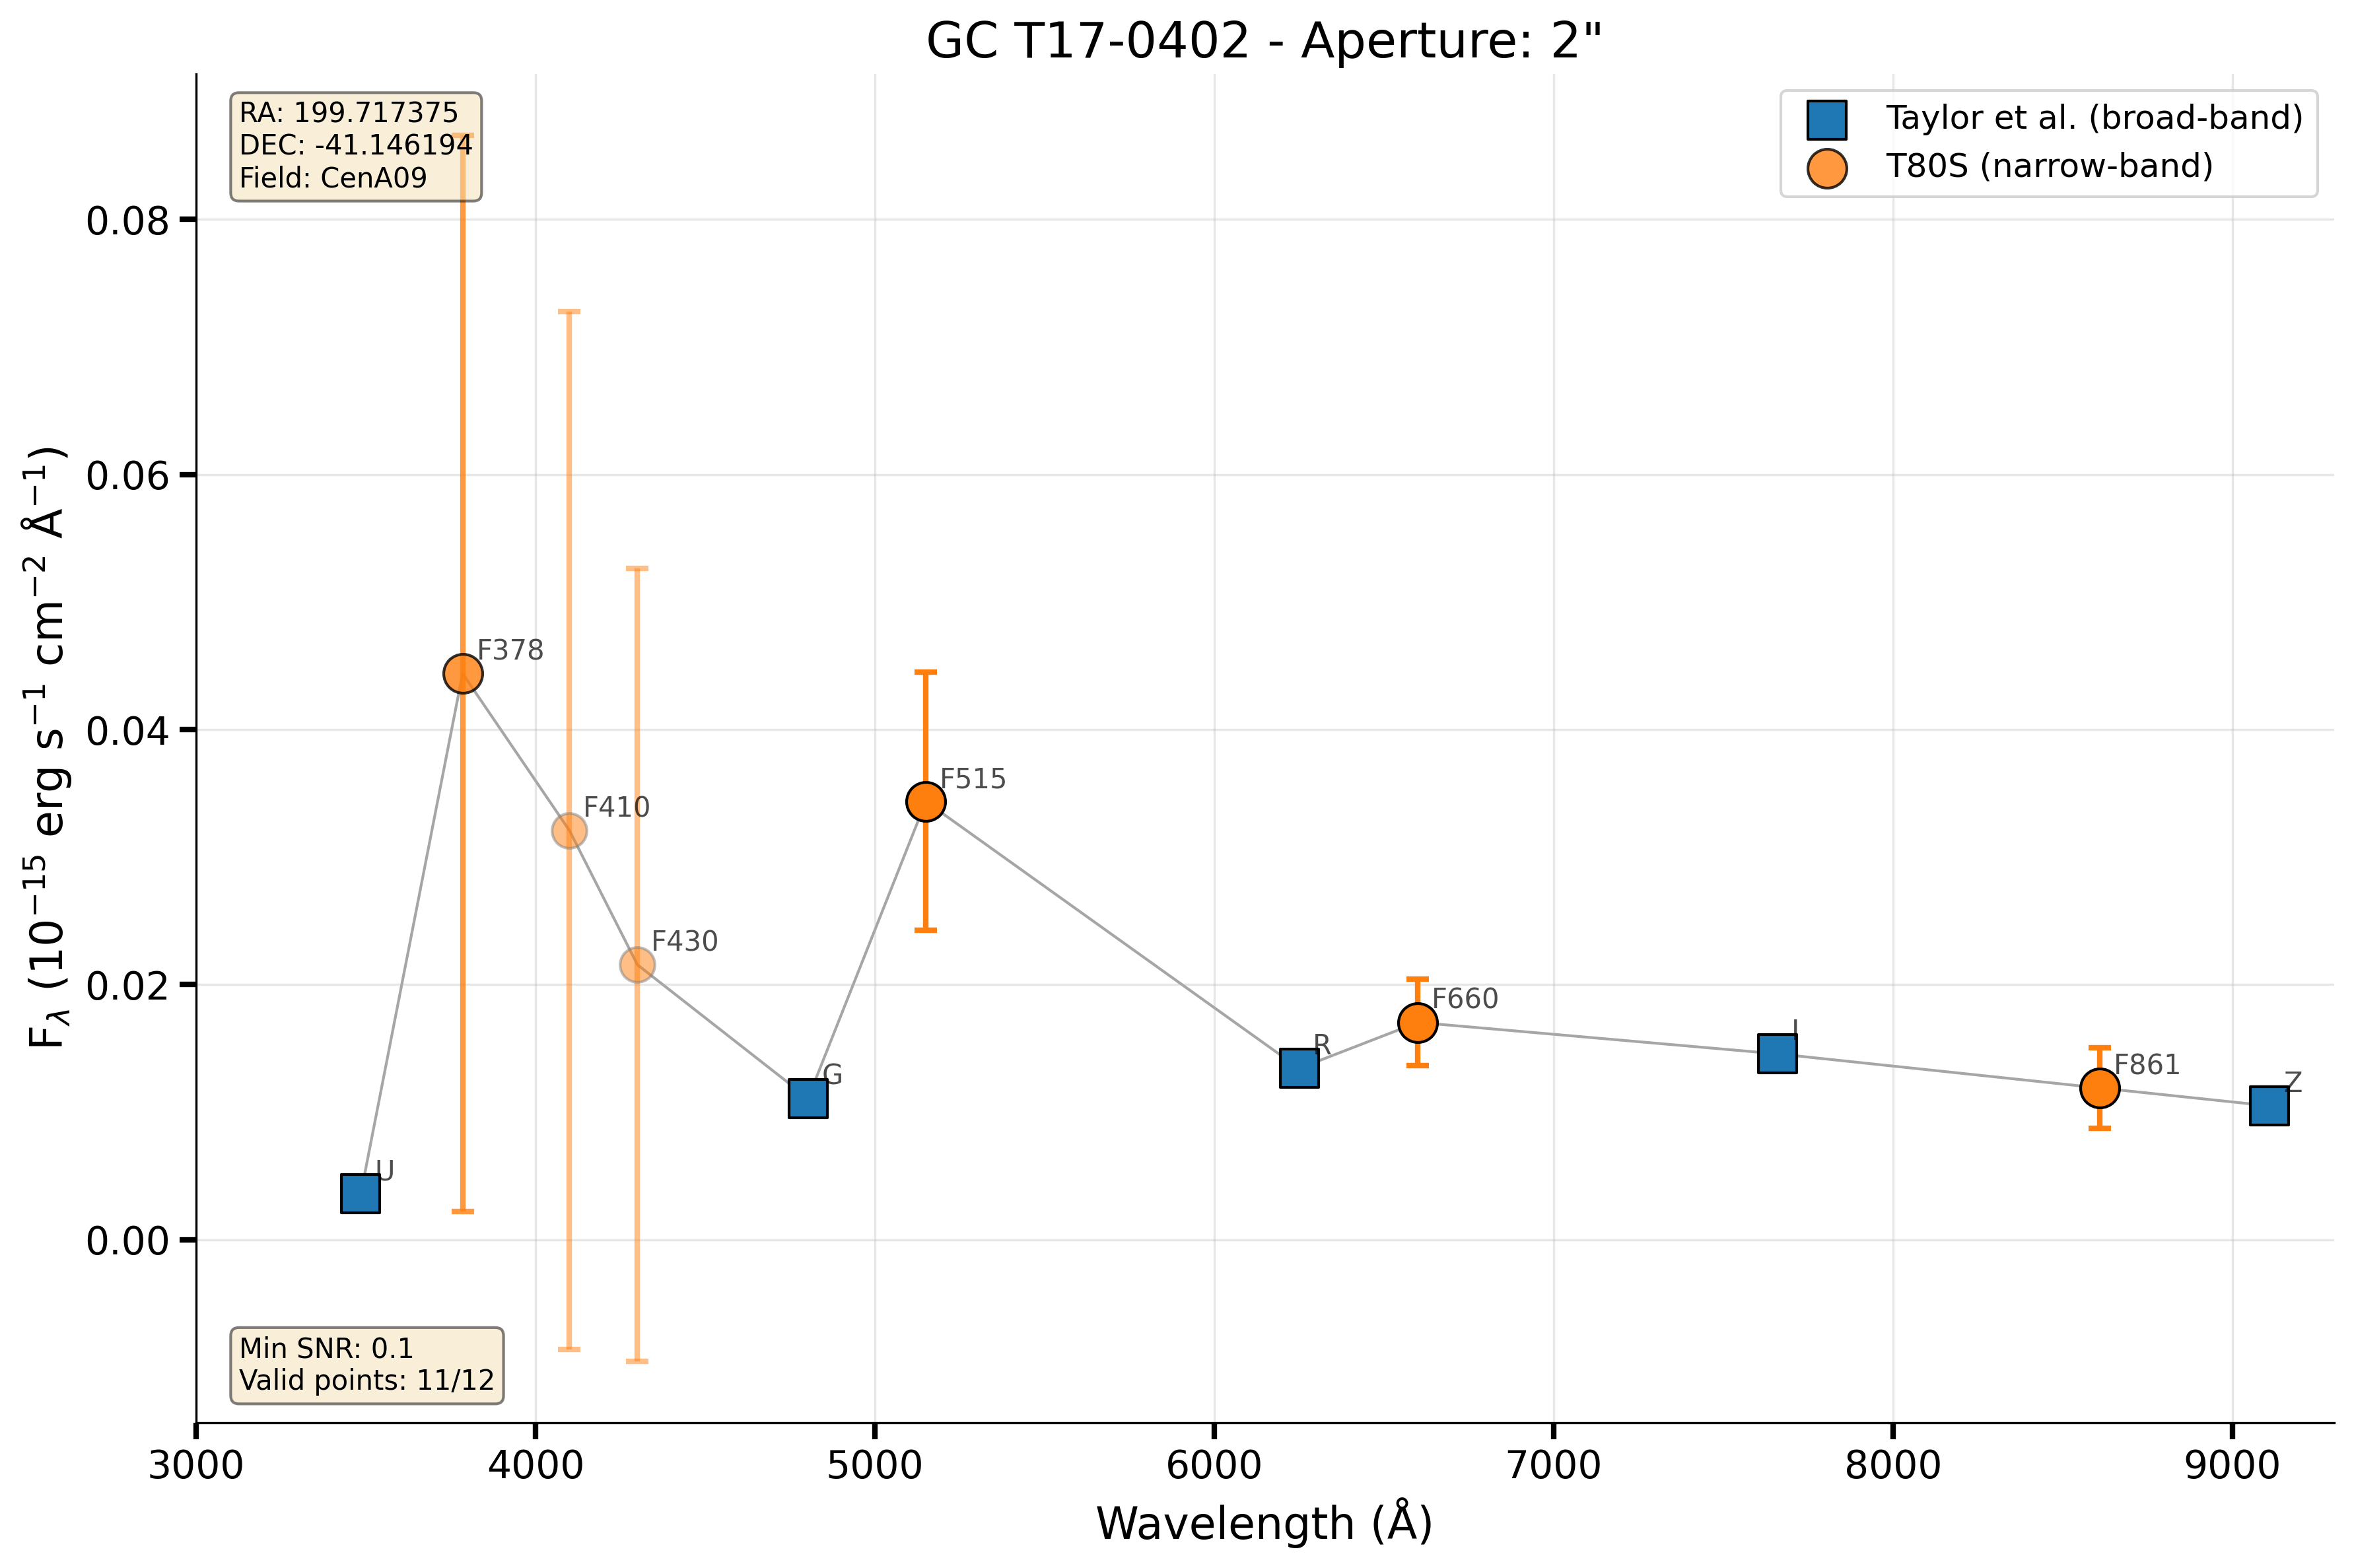 GC T17-0402 - Aperture: 2"
RA: 199.717375
DEC: -41.146194
Field: CenA09
Taylor et al. (broad-band)
T80S (narrow-band)
0.08
0.06
0.04
0.02
0.00
F_λ (10⁻¹⁵ erg s⁻¹ cm⁻² Å⁻¹)
F378
F410
F430
F515
F660
F861
U
G
R
I
Z
Min SNR: 0.1
Valid points: 11/12
3000
4000
5000
6000
7000
8000
9000
Wavelength (Å)